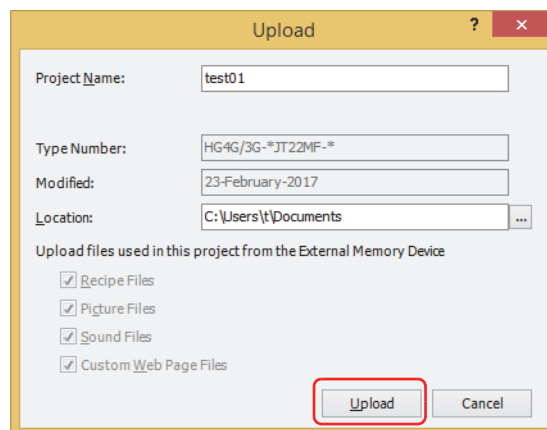 Upload
? ×
Project Name: test01
Type Number: HG4G/3G-*JT22MF-*
Modified: 23-February-2017
Location: C:\Users\t\Documents ...
Upload files used in this project from the External Memory Device
Recipe Files
Picture Files
Sound Files
Custom Web Page Files
Upload Cancel